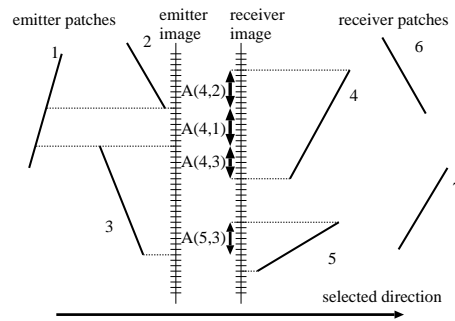 emitter patches
emitter
image
receiver
image
receiver patches
1
2
6
A(4,2)
4
A(4,1)
A(4,3)
3
A(5,3)
5
selected direction